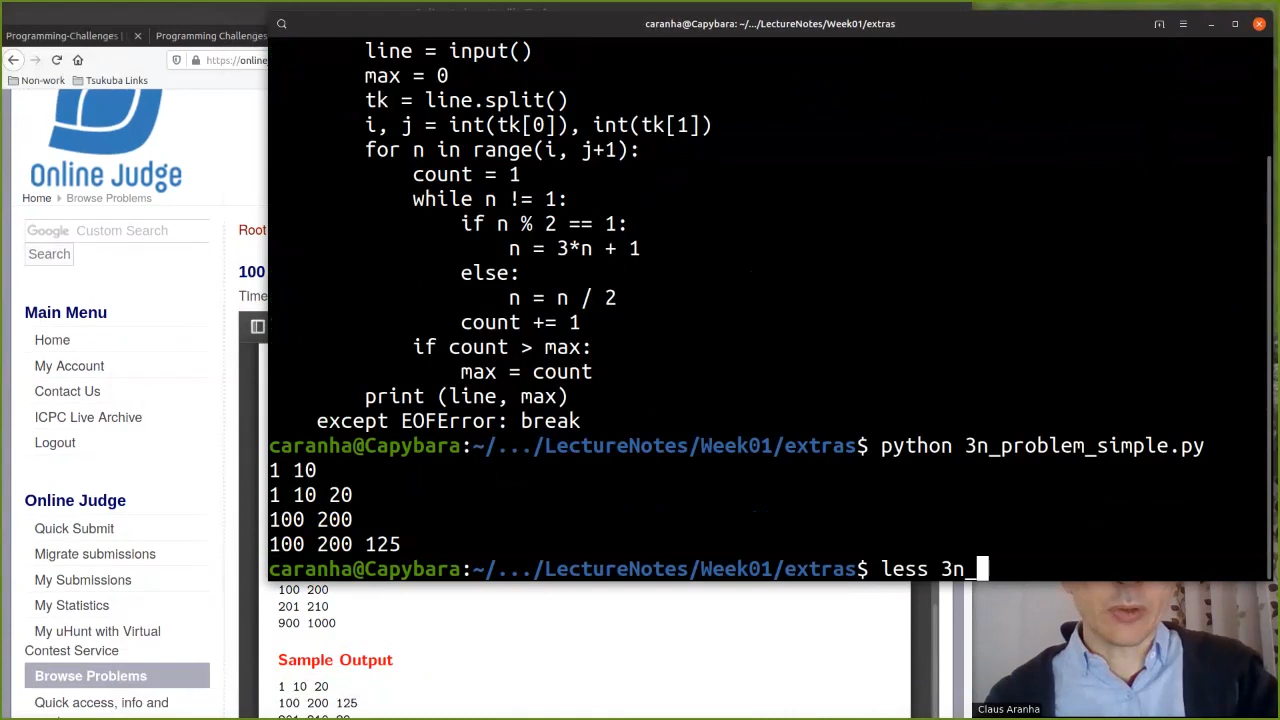 caranha@Capybara: ~/.../LectureNotes/Week01/extras
Programming-Challenges |
Programming Challenges
https://online
Non-work
Tsukuba Links
Online Judge
Home
Browse Problems
Google Custom Search
Search
Main Menu
Home
My Account
Contact Us
ICPC Live Archive
Logout
Online Judge
Quick Submit
Migrate submissions
My Submissions
My Statistics
My uHunt with Virtual
Contest Service
Browse Problems
Quick access, info and
Root
100
Time
line = input()
max = 0
tk = line.split()
i, j = int(tk[0]), int(tk[1])
for n in range(i, j+1):
count = 1
while n != 1:
if n % 2 == 1:
n = 3*n + 1
else:
n = n / 2
count += 1
if count > max:
max = count
print (line, max)
except EOFError: break
caranha@Capybara:~/.../LectureNotes/Week01/extras$ python 3n_problem_simple.py
1 10
1 10 20
100 200
100 200 125
caranha@Capybara:~/.../LectureNotes/Week01/extras$ less 3n_
100 200
201 210
900 1000
Sample Output
1 10 20
100 200 125
Claus Aranha